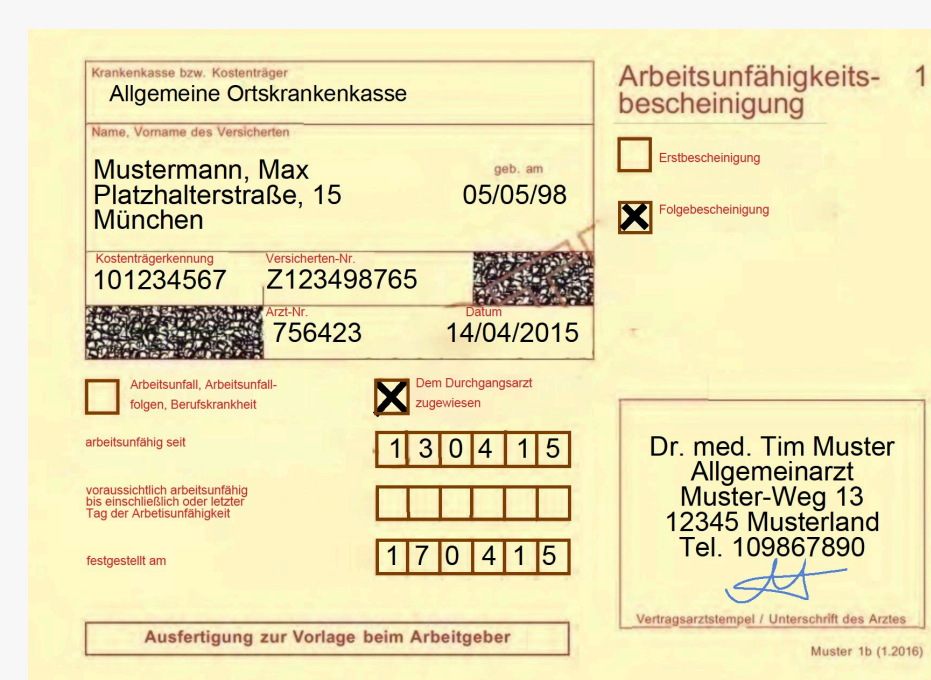 Krankenkasse bzw. Kostenträger
Allgemeine Ortskrankenkasse
Name, Vorname des Versicherten
Mustermann, Max
geb. am
Platzhalterstraße, 15
05/05/98
München
Kostenträgerkennung
Versicherten-Nr.
101234567
Z123498765
Arzt-Nr.
Datum
756423
14/04/2015
Arbeitsunfähigkeits-
bescheinigung
1
Erstbescheinigung
Folgebescheinigung
Arbeitsunfall, Arbeitsunfall-
folgen, Berufskrankheit
Dem Durchgangsarzt
zugewiesen
arbeitsunfähig seit
1 3 0 4 1 5
voraussichtlich arbeitsunfähig
bis einschließlich oder letzter
Tag der Arbetisunfähigkeit
festgestellt am
1 7 0 4 1 5
Dr. med. Tim Muster
Allgemeinarzt
Muster-Weg 13
12345 Musterland
Tel. 109867890
Vertragsarztstempel / Unterschrift des Arztes
Ausfertigung zur Vorlage beim Arbeitgeber
Muster 1b (1.2016)